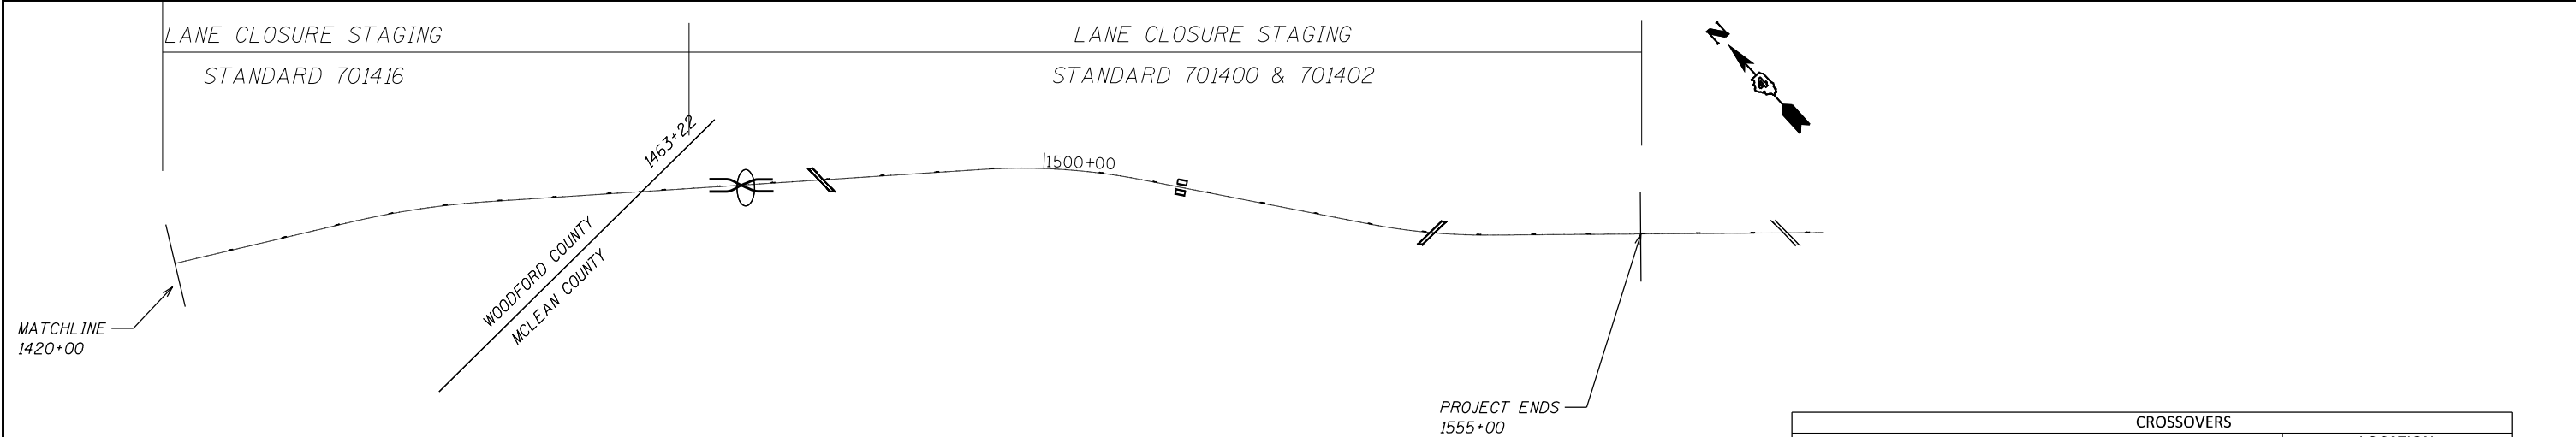 LANE CLOSURE STAGING
STANDARD 701416
LANE CLOSURE STAGING
STANDARD 701400 & 701402
N
1463+22
1500+00
WOODFORD COUNTY
MCLEAN COUNTY
MATCHLINE
1420+00
PROJECT ENDS
1555+00
CROSSOVERS